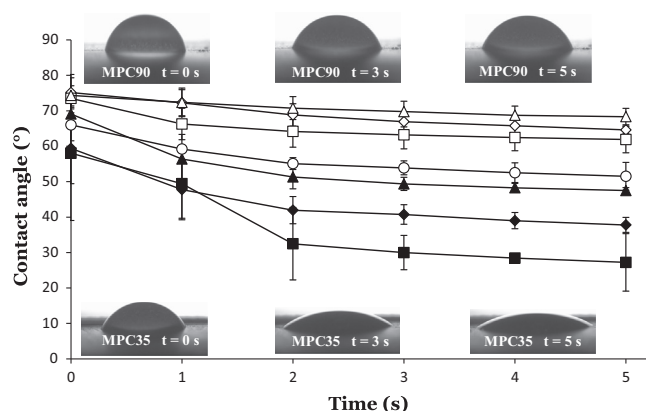 MPC90 t = 0 s
MPC90 t = 3 s
MPC90 t = 5 s
90
80
70
60
50
40
30
20
10
0
Contact angle (°)
MPC35 t = 0 s
MPC35 t = 3 s
MPC35 t = 5 s
0 1 2 3 4 5
Time (s)